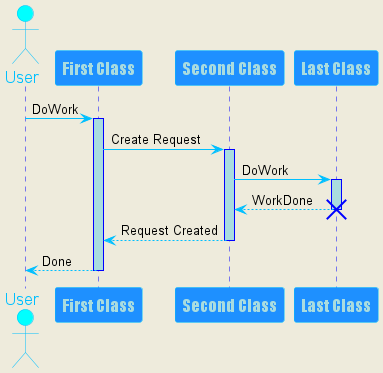 User
First Class
Second Class
Last Class
DoWork
Create Request
DoWork
WorkDone
Request Created
Done
User
First Class
Second Class
Last Class